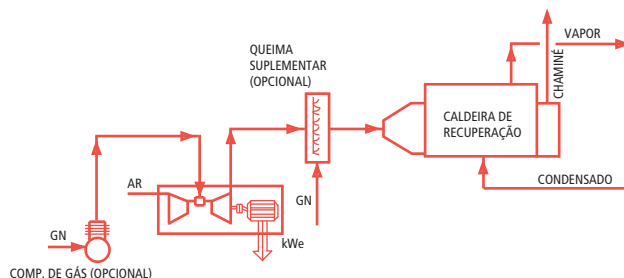 QUEIMA
SUPLEMENTAR
(OPCIONAL)
VAPOR
CHAMINÉ
CALDEIRA DE
RECUPERAÇÃO
AR
GN
CONDENSADO
GN
kWe
COMP. DE GÁS (OPCIONAL)